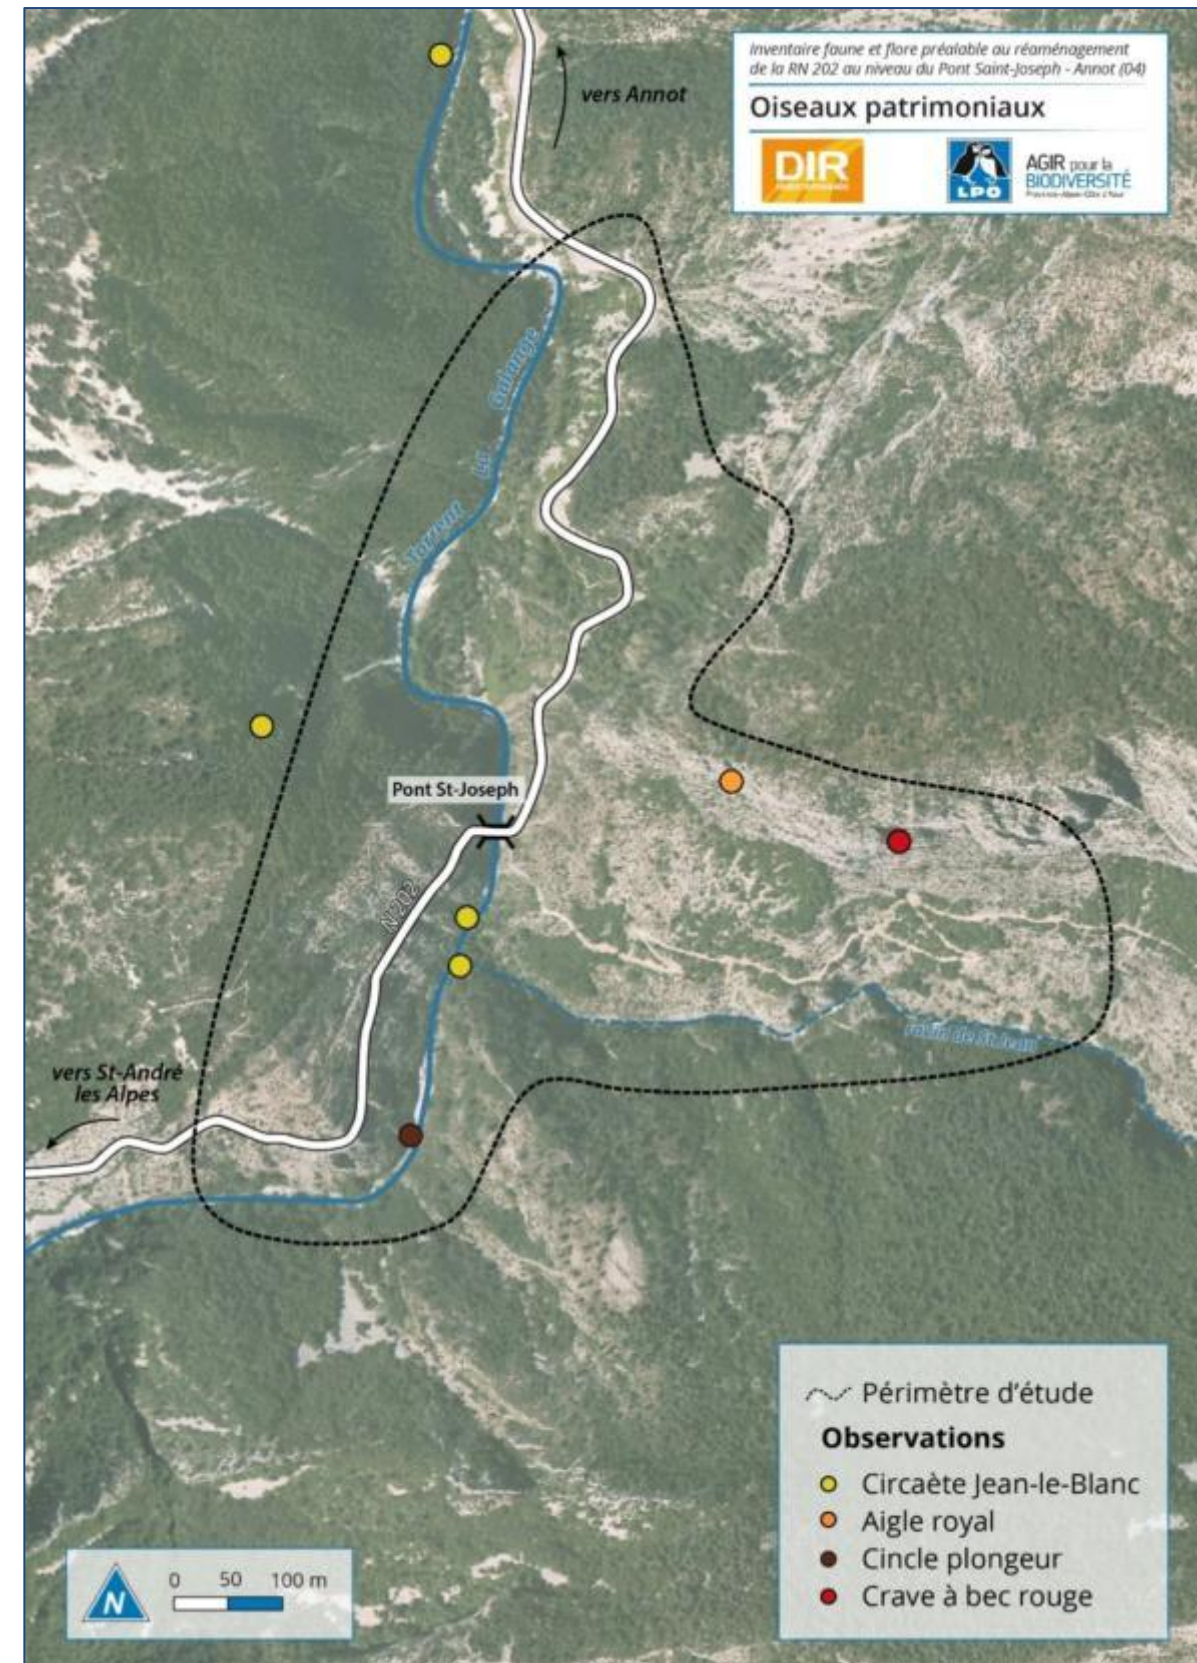 Inventaire faune et flore préalable au réaménagement
de la RN 202 au niveau du Pont Saint-Joseph - Annot (04)
Oiseaux patrimoniaux
DIR
LPO
AGIR pour la
BIODIVERSITÉ
vers Annot
Torrent La Galange
Pont St-Joseph
N 202
ravin de St Jean
vers St-André
les Alpes
Périmètre d'étude
Observations
Circaète Jean-le-Blanc
Aigle royal
Cincle plongeur
Crave à bec rouge
N
0 50 100 m